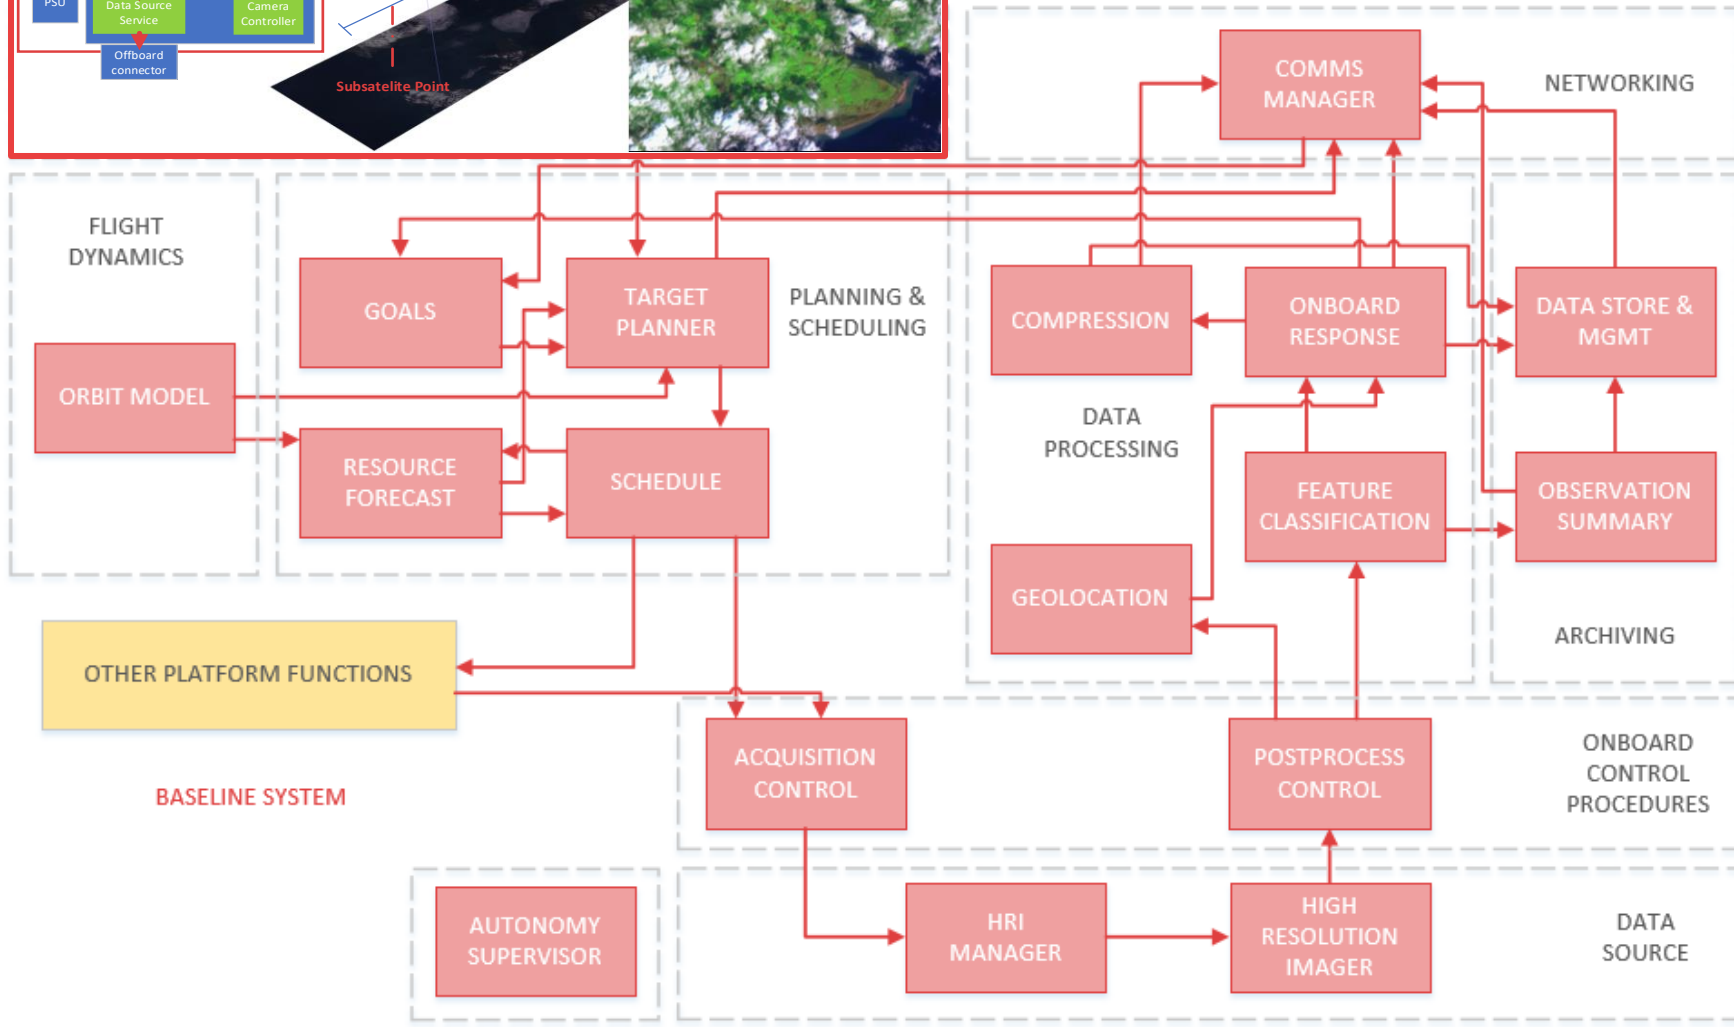 PSU
Data Source
Service
Camera
Controller
Offboard
connector
Subsatelite Point
COMMS
MANAGER
NETWORKING
FLIGHT
DYNAMICS
GOALS
TARGET
PLANNER
PLANNING &
SCHEDULING
COMPRESSION
ONBOARD
RESPONSE
DATA STORE &
MGMT
ORBIT MODEL
RESOURCE
FORECAST
SCHEDULE
DATA
PROCESSING
FEATURE
CLASSIFICATION
OBSERVATION
SUMMARY
GEOLOCATION
ARCHIVING
OTHER PLATFORM FUNCTIONS
BASELINE SYSTEM
ACQUISITION
CONTROL
POSTPROCESS
CONTROL
ONBOARD
CONTROL
PROCEDURES
AUTONOMY
SUPERVISOR
HRI
MANAGER
HIGH
RESOLUTION
IMAGER
DATA
SOURCE